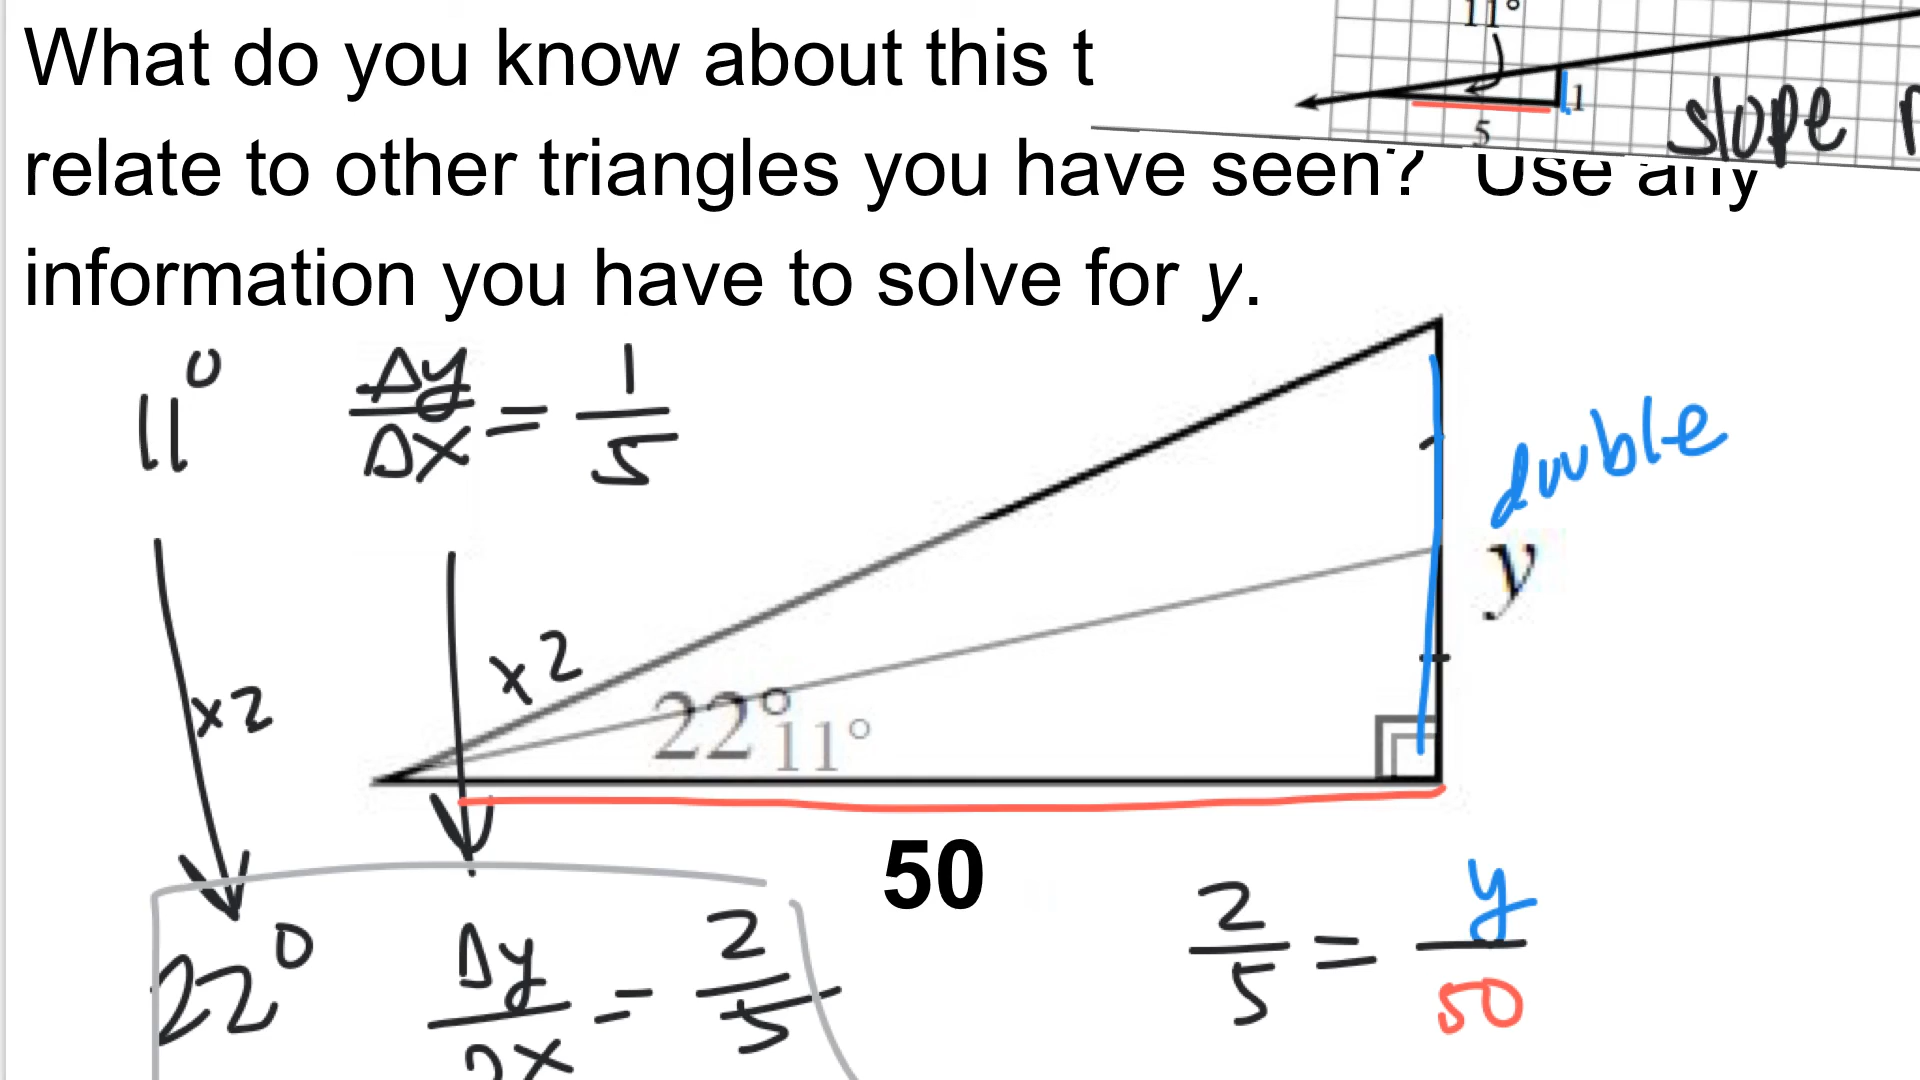 What do you know about this t
11°
1
5
slope
relate to other triangles you have seen? Use any
information you have to solve for y.
11° Δy/Δx = 1/5
double
y
x2
x2
22°
11°
50
22° Δy/Δx = 2/5
2/5 = y/50